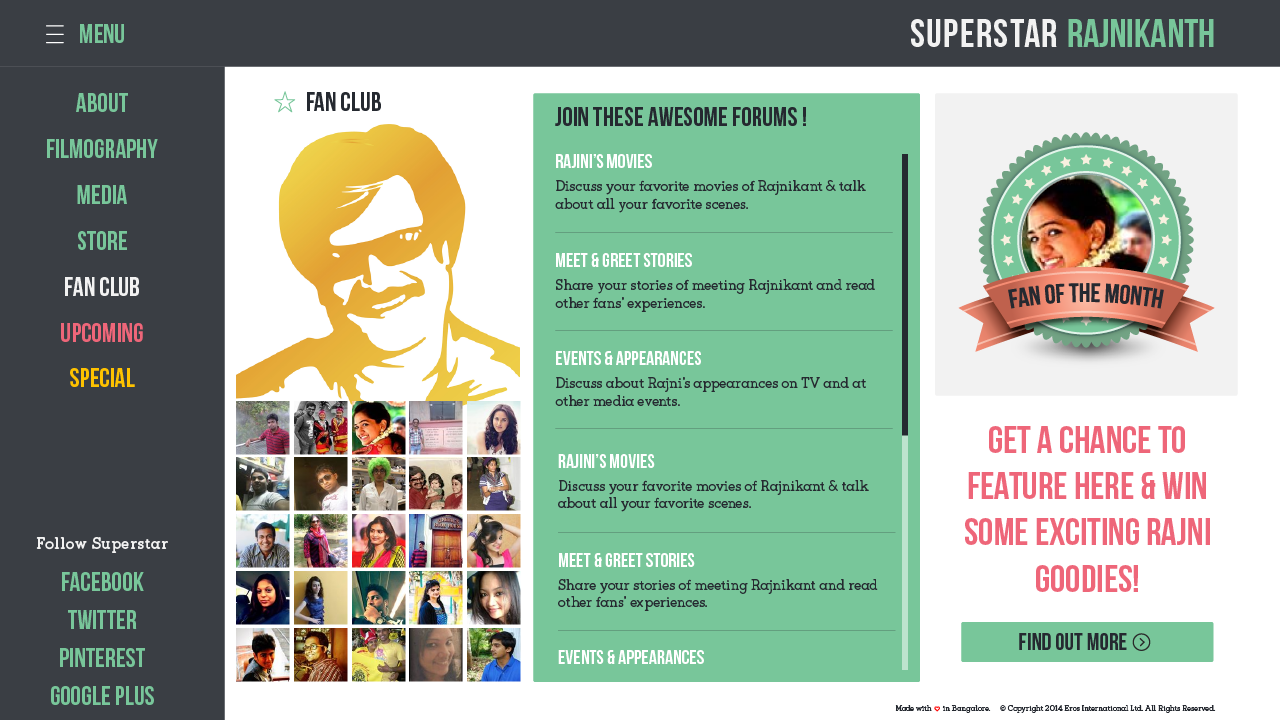 MENU
SUPERSTAR RAJNIKANTH
ABOUT
FILMOGRAPHY
MEDIA
STORE
FAN CLUB
UPCOMING
SPECIAL
Follow Superstar
FACEBOOK
TWITTER
PINTEREST
GOOGLE PLUS
FAN CLUB
JOIN THESE AWESOME FORUMS !
RAJINI'S MOVIES
Discuss your favorite movies of Rajnikant & talk
about all your favorite scenes.
MEET & GREET STORIES
Share your stories of meeting Rajnikant and read
other fans' experiences.
EVENTS & APPEARANCES
Discuss about Rajni's appearances on TV and at
other media events.
RAJINI'S MOVIES
Discuss your favorite movies of Rajnikant & talk
about all your favorite scenes.
MEET & GREET STORIES
Share your stories of meeting Rajnikant and read
other fans' experiences.
EVENTS & APPEARANCES
FAN OF THE MONTH
GET A CHANCE TO
FEATURE HERE & WIN
SOME EXCITING RAJNI
GOODIES!
FIND OUT MORE
Made with ❤ in Bangalore. © Copyright 2014 Eros International Ltd. All Rights Reserved.